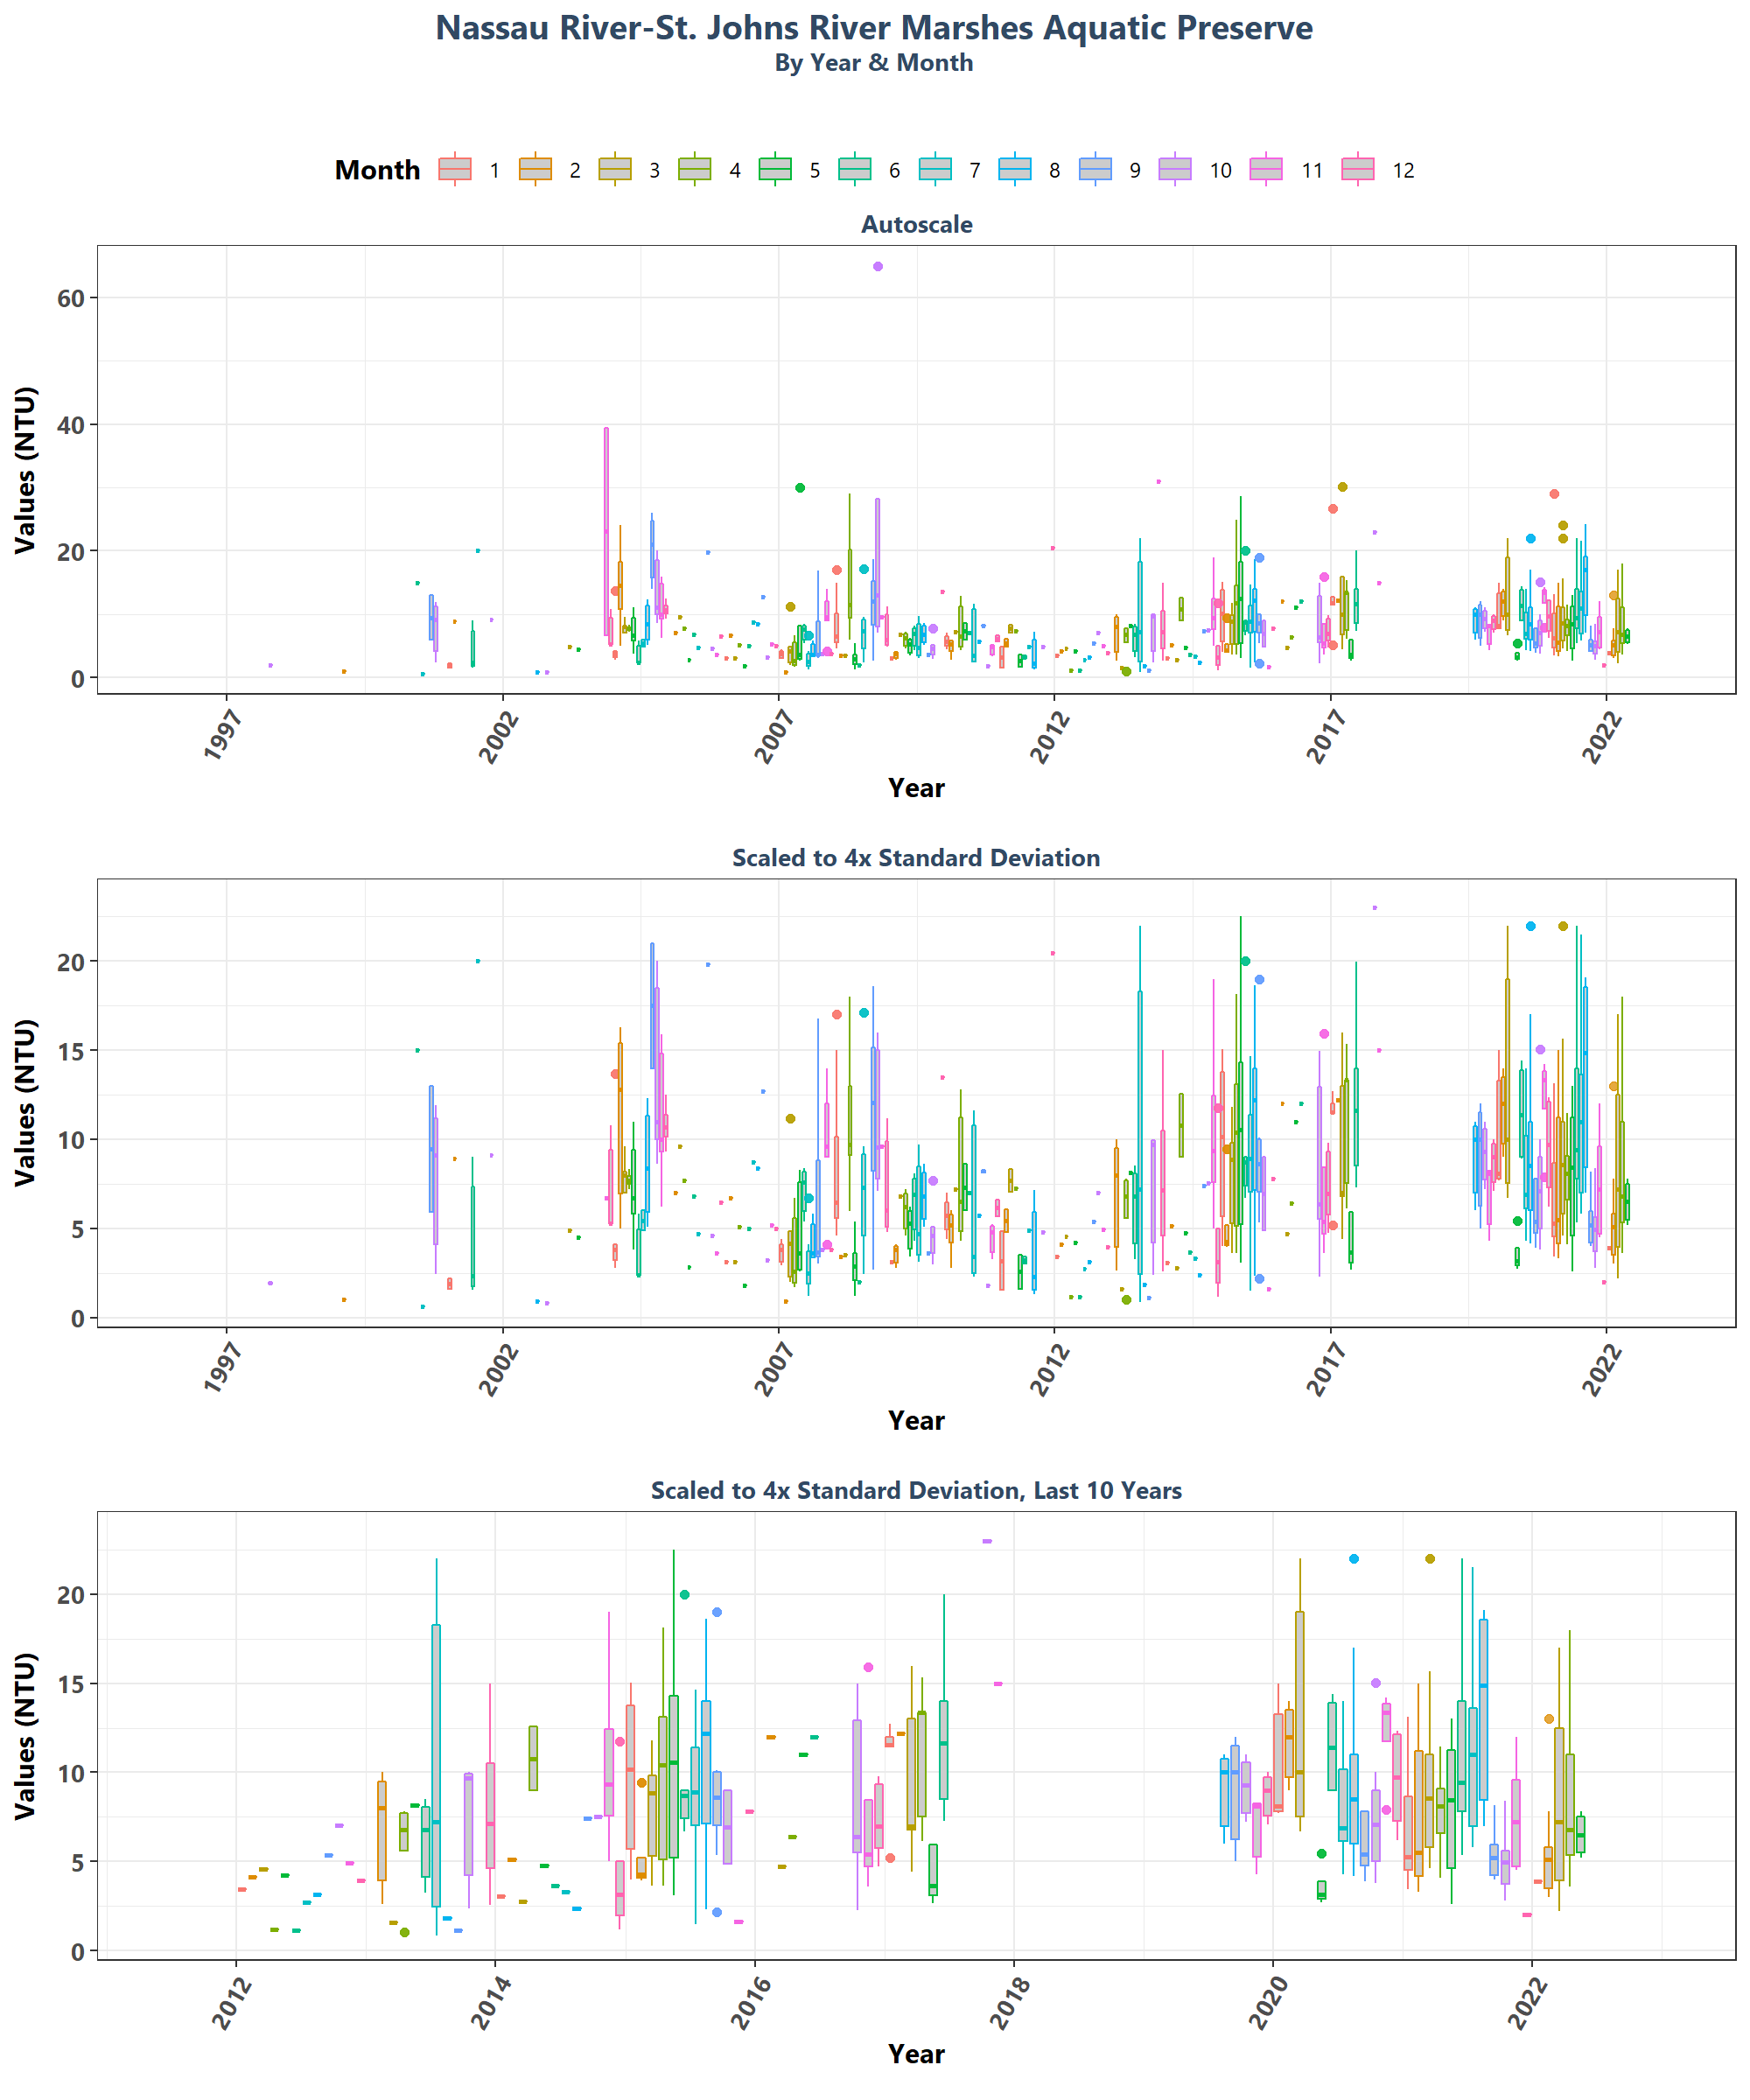 Nassau River-St. Johns River Marshes Aquatic Preserve
By Year & Month
Month 1 2 3 4 5 6 7 8 9 10 11 12
Autoscale
Values (NTU)
60
40
20
0
1997 2002 2007 2012 2017 2022
Year
Scaled to 4x Standard Deviation
Values (NTU)
20
15
10
5
0
1997 2002 2007 2012 2017 2022
Year
Scaled to 4x Standard Deviation, Last 10 Years
Values (NTU)
20
15
10
5
0
2012 2014 2016 2018 2020 2022
Year